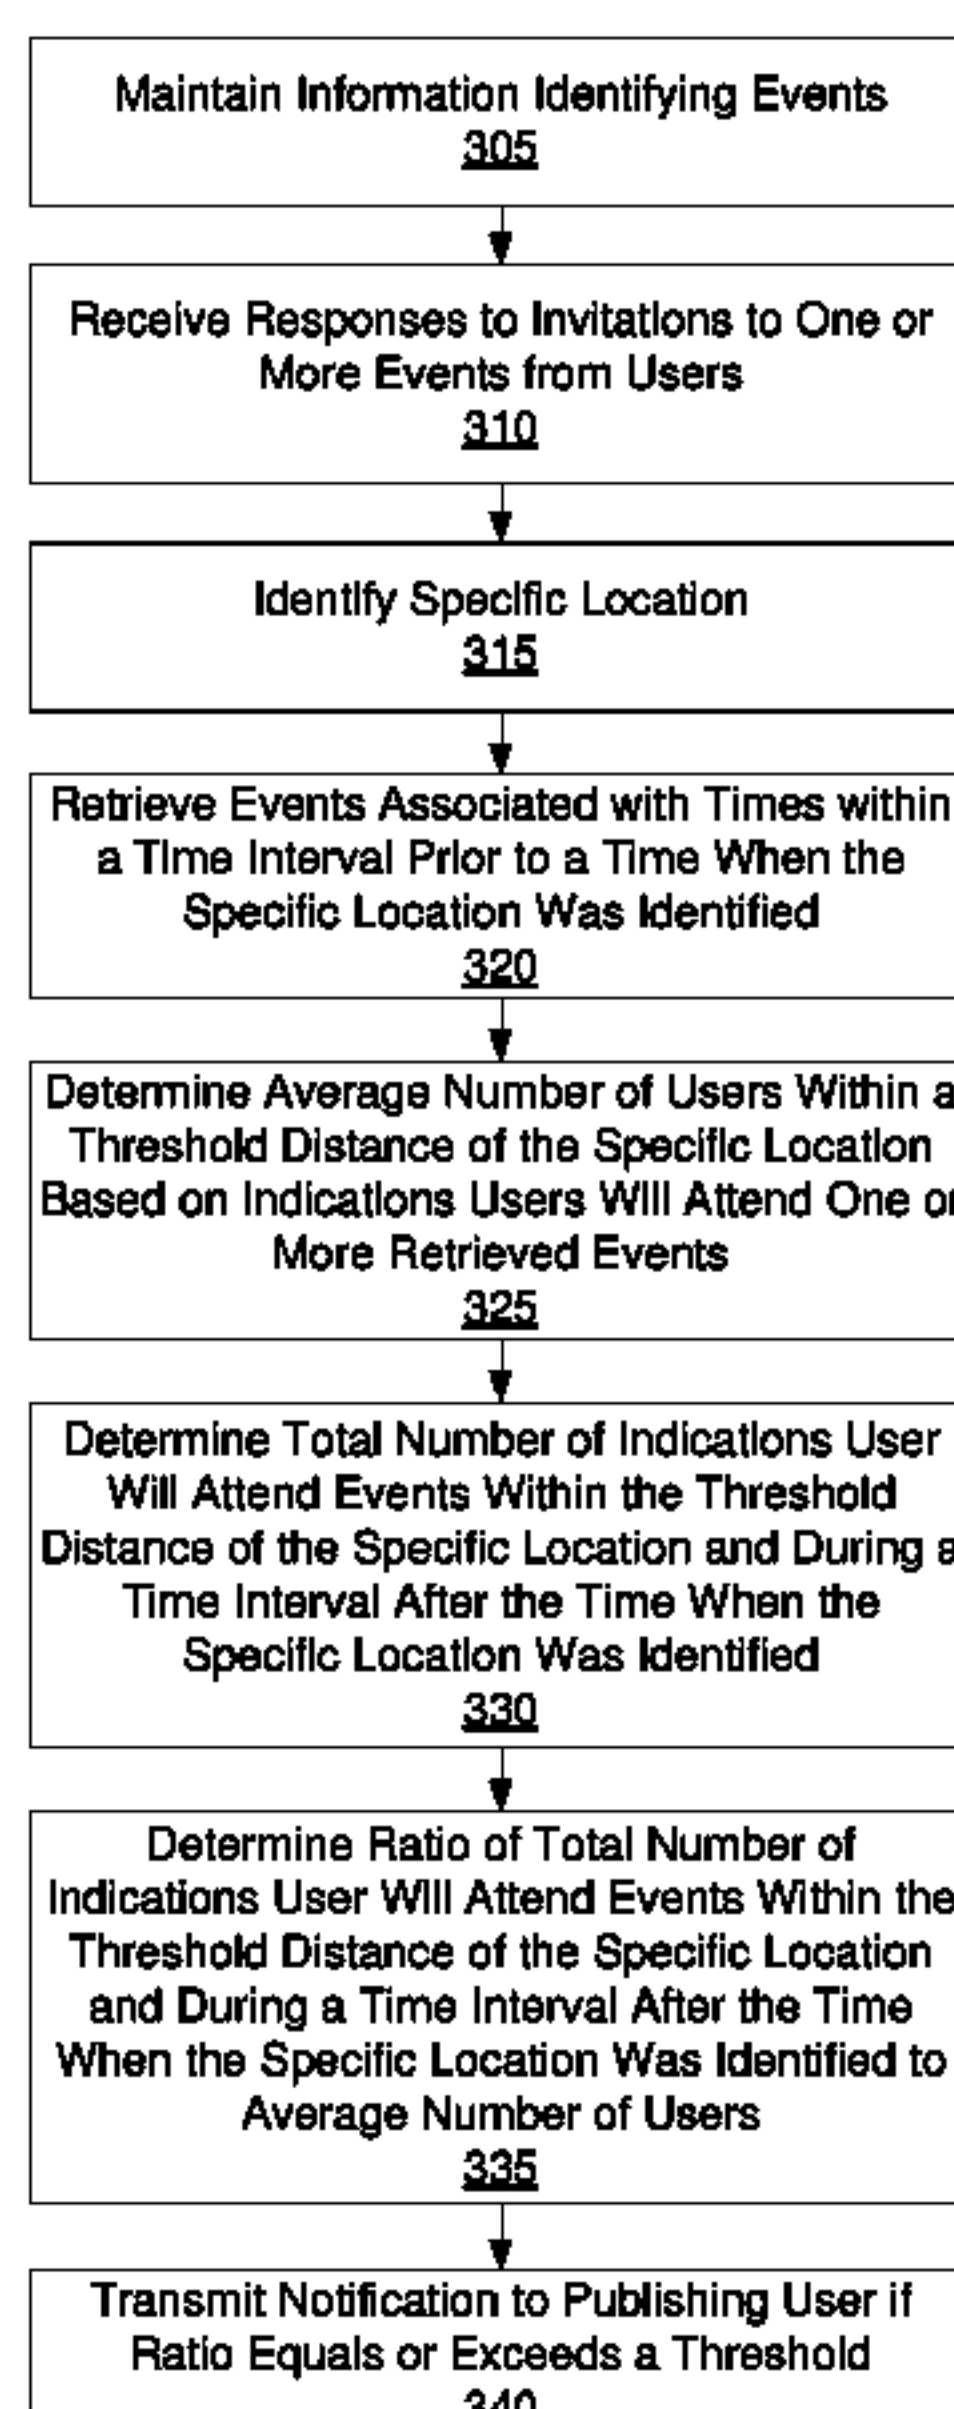 Maintain Information Identifying Events
305
Receive Responses to Invitations to One or
More Events from Users
310
Identify Specific Location
315
Retrieve Events Associated with Times within
a Time Interval Prior to a Time When the
Specific Location Was Identified
320
Determine Average Number of Users Within a
Threshold Distance of the Specific Location
Based on Indications Users Will Attend One or
More Retrieved Events
325
Determine Total Number of Indications User
Will Attend Events Within the Threshold
Distance of the Specific Location and During a
Time Interval After the Time When the
Specific Location Was Identified
330
Determine Ratio of Total Number of
Indications User Will Attend Events Within the
Threshold Distance of the Specific Location
and During a Time Interval After the Time
When the Specific Location Was Identified to
Average Number of Users
335
Transmit Notification to Publishing User if
Ratio Equals or Exceeds a Threshold
340